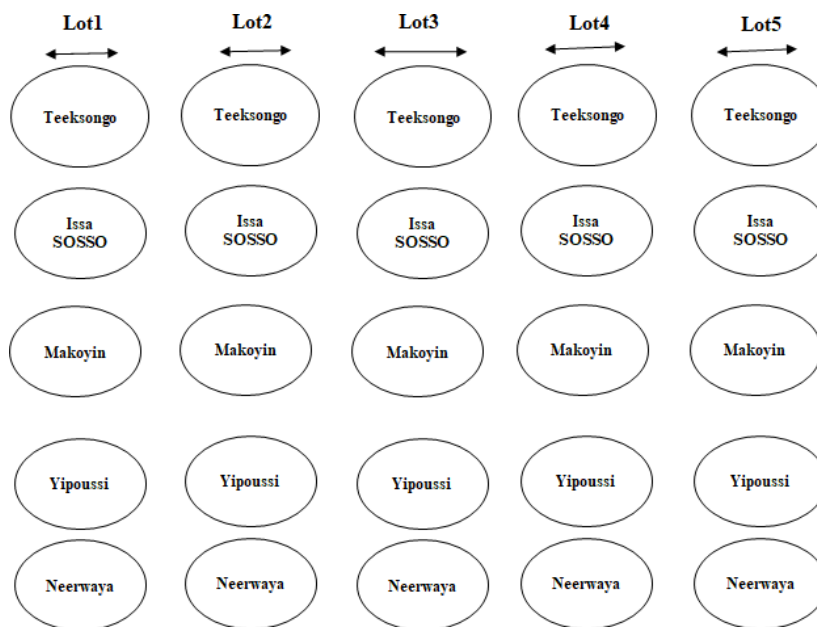 Lot1 Lot2 Lot3 Lot4 Lot5
Teeksongo Teeksongo Teeksongo Teeksongo Teeksongo
Issa Issa Issa Issa Issa
SOSSO SOSSO SOSSO SOSSO SOSSO
Makoyin Makoyin Makoyin Makoyin Makoyin
Yipoussi Yipoussi Yipoussi Yipoussi Yipoussi
Neerwaya Neerwaya Neerwaya Neerwaya Neerwaya